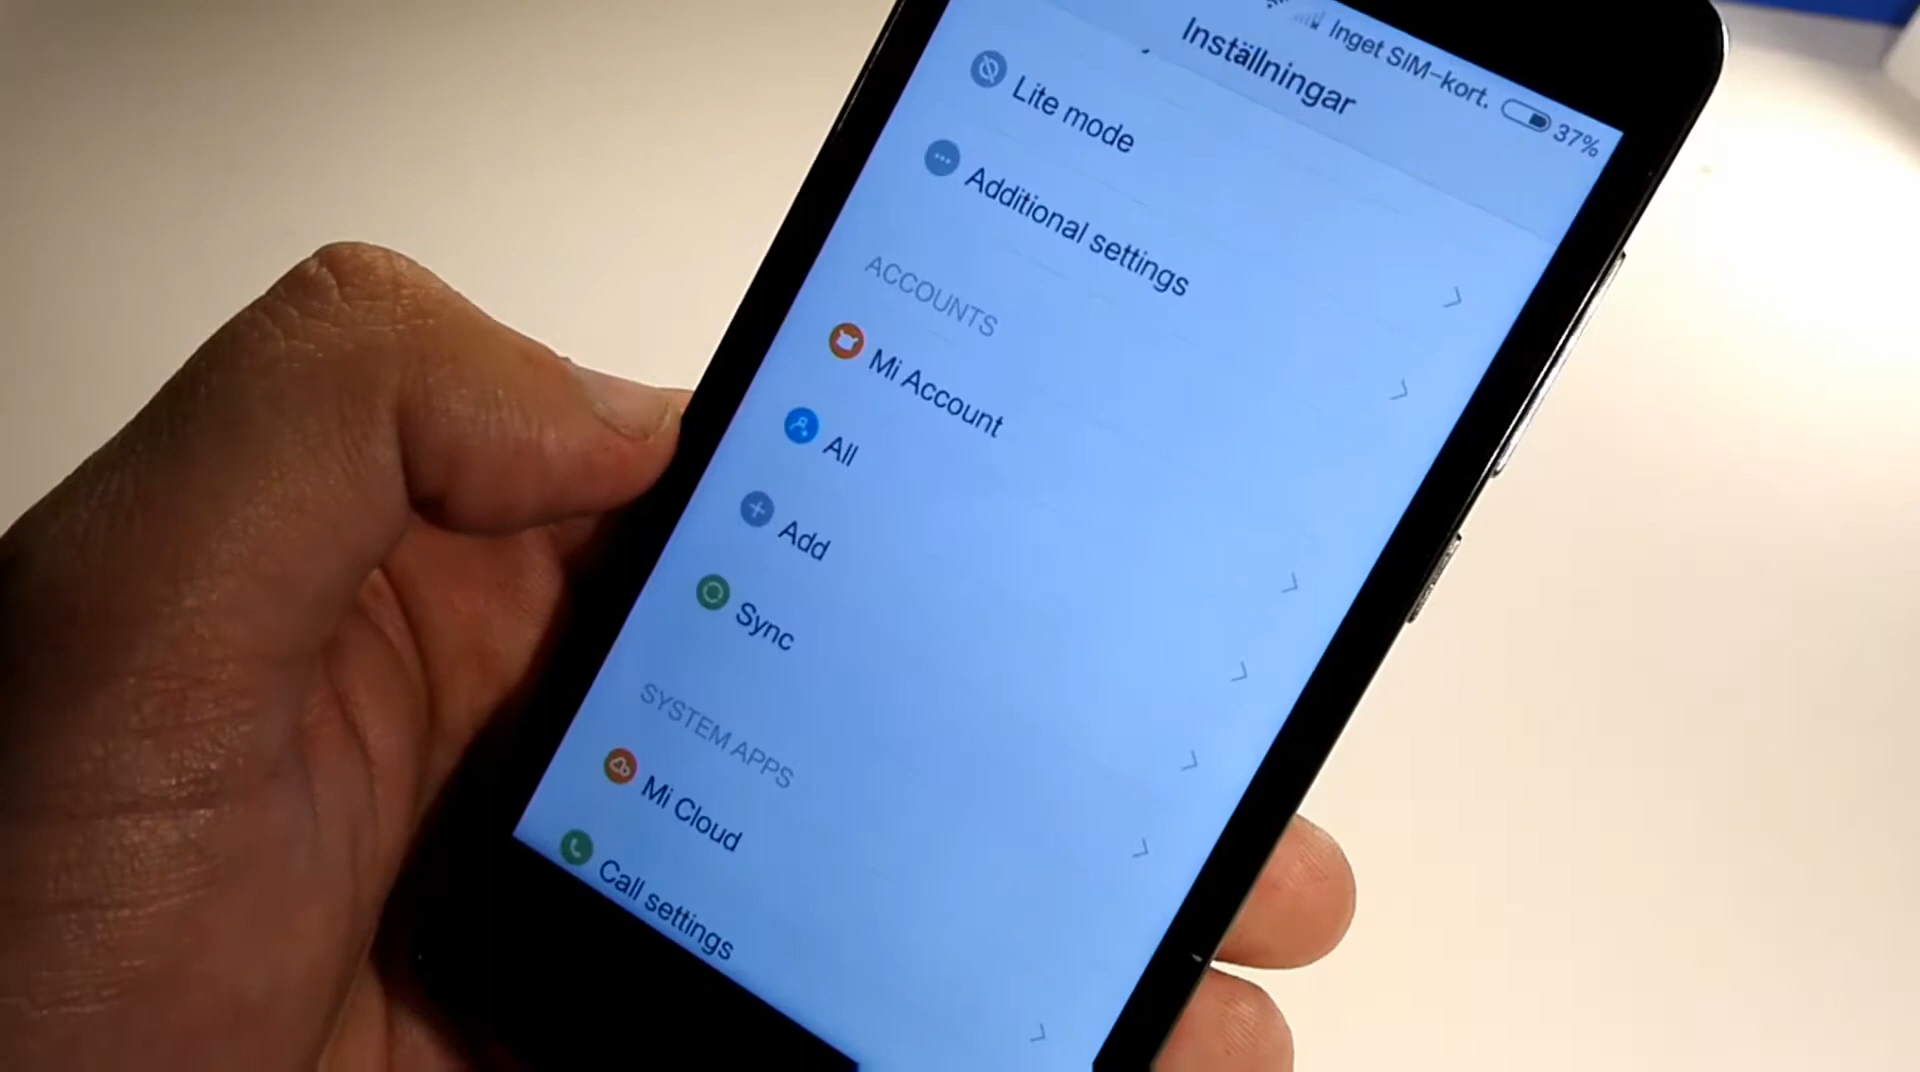 Inget SIM-kort.
37%
Inställningar
Lite mode
Additional settings
ACCOUNTS
Mi Account
All
Add
Sync
SYSTEM APPS
Mi Cloud
Call settings